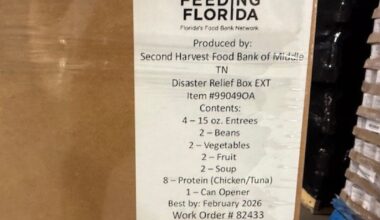 FEEDING
FLORIDA
Florida's Food Bank Network
Produced by:
Second Harvest Food Bank of Middle
TN
Disaster Relief Box EXT
Item #99049OA
Contents:
4 – 15 oz. Entrees
2 – Beans
2 – Vegetables
2 – Fruit
2 – Soup
8 – Protein (Chicken/Tuna)
1 – Can Opener
Best by: February 2026
Work Order # 82433